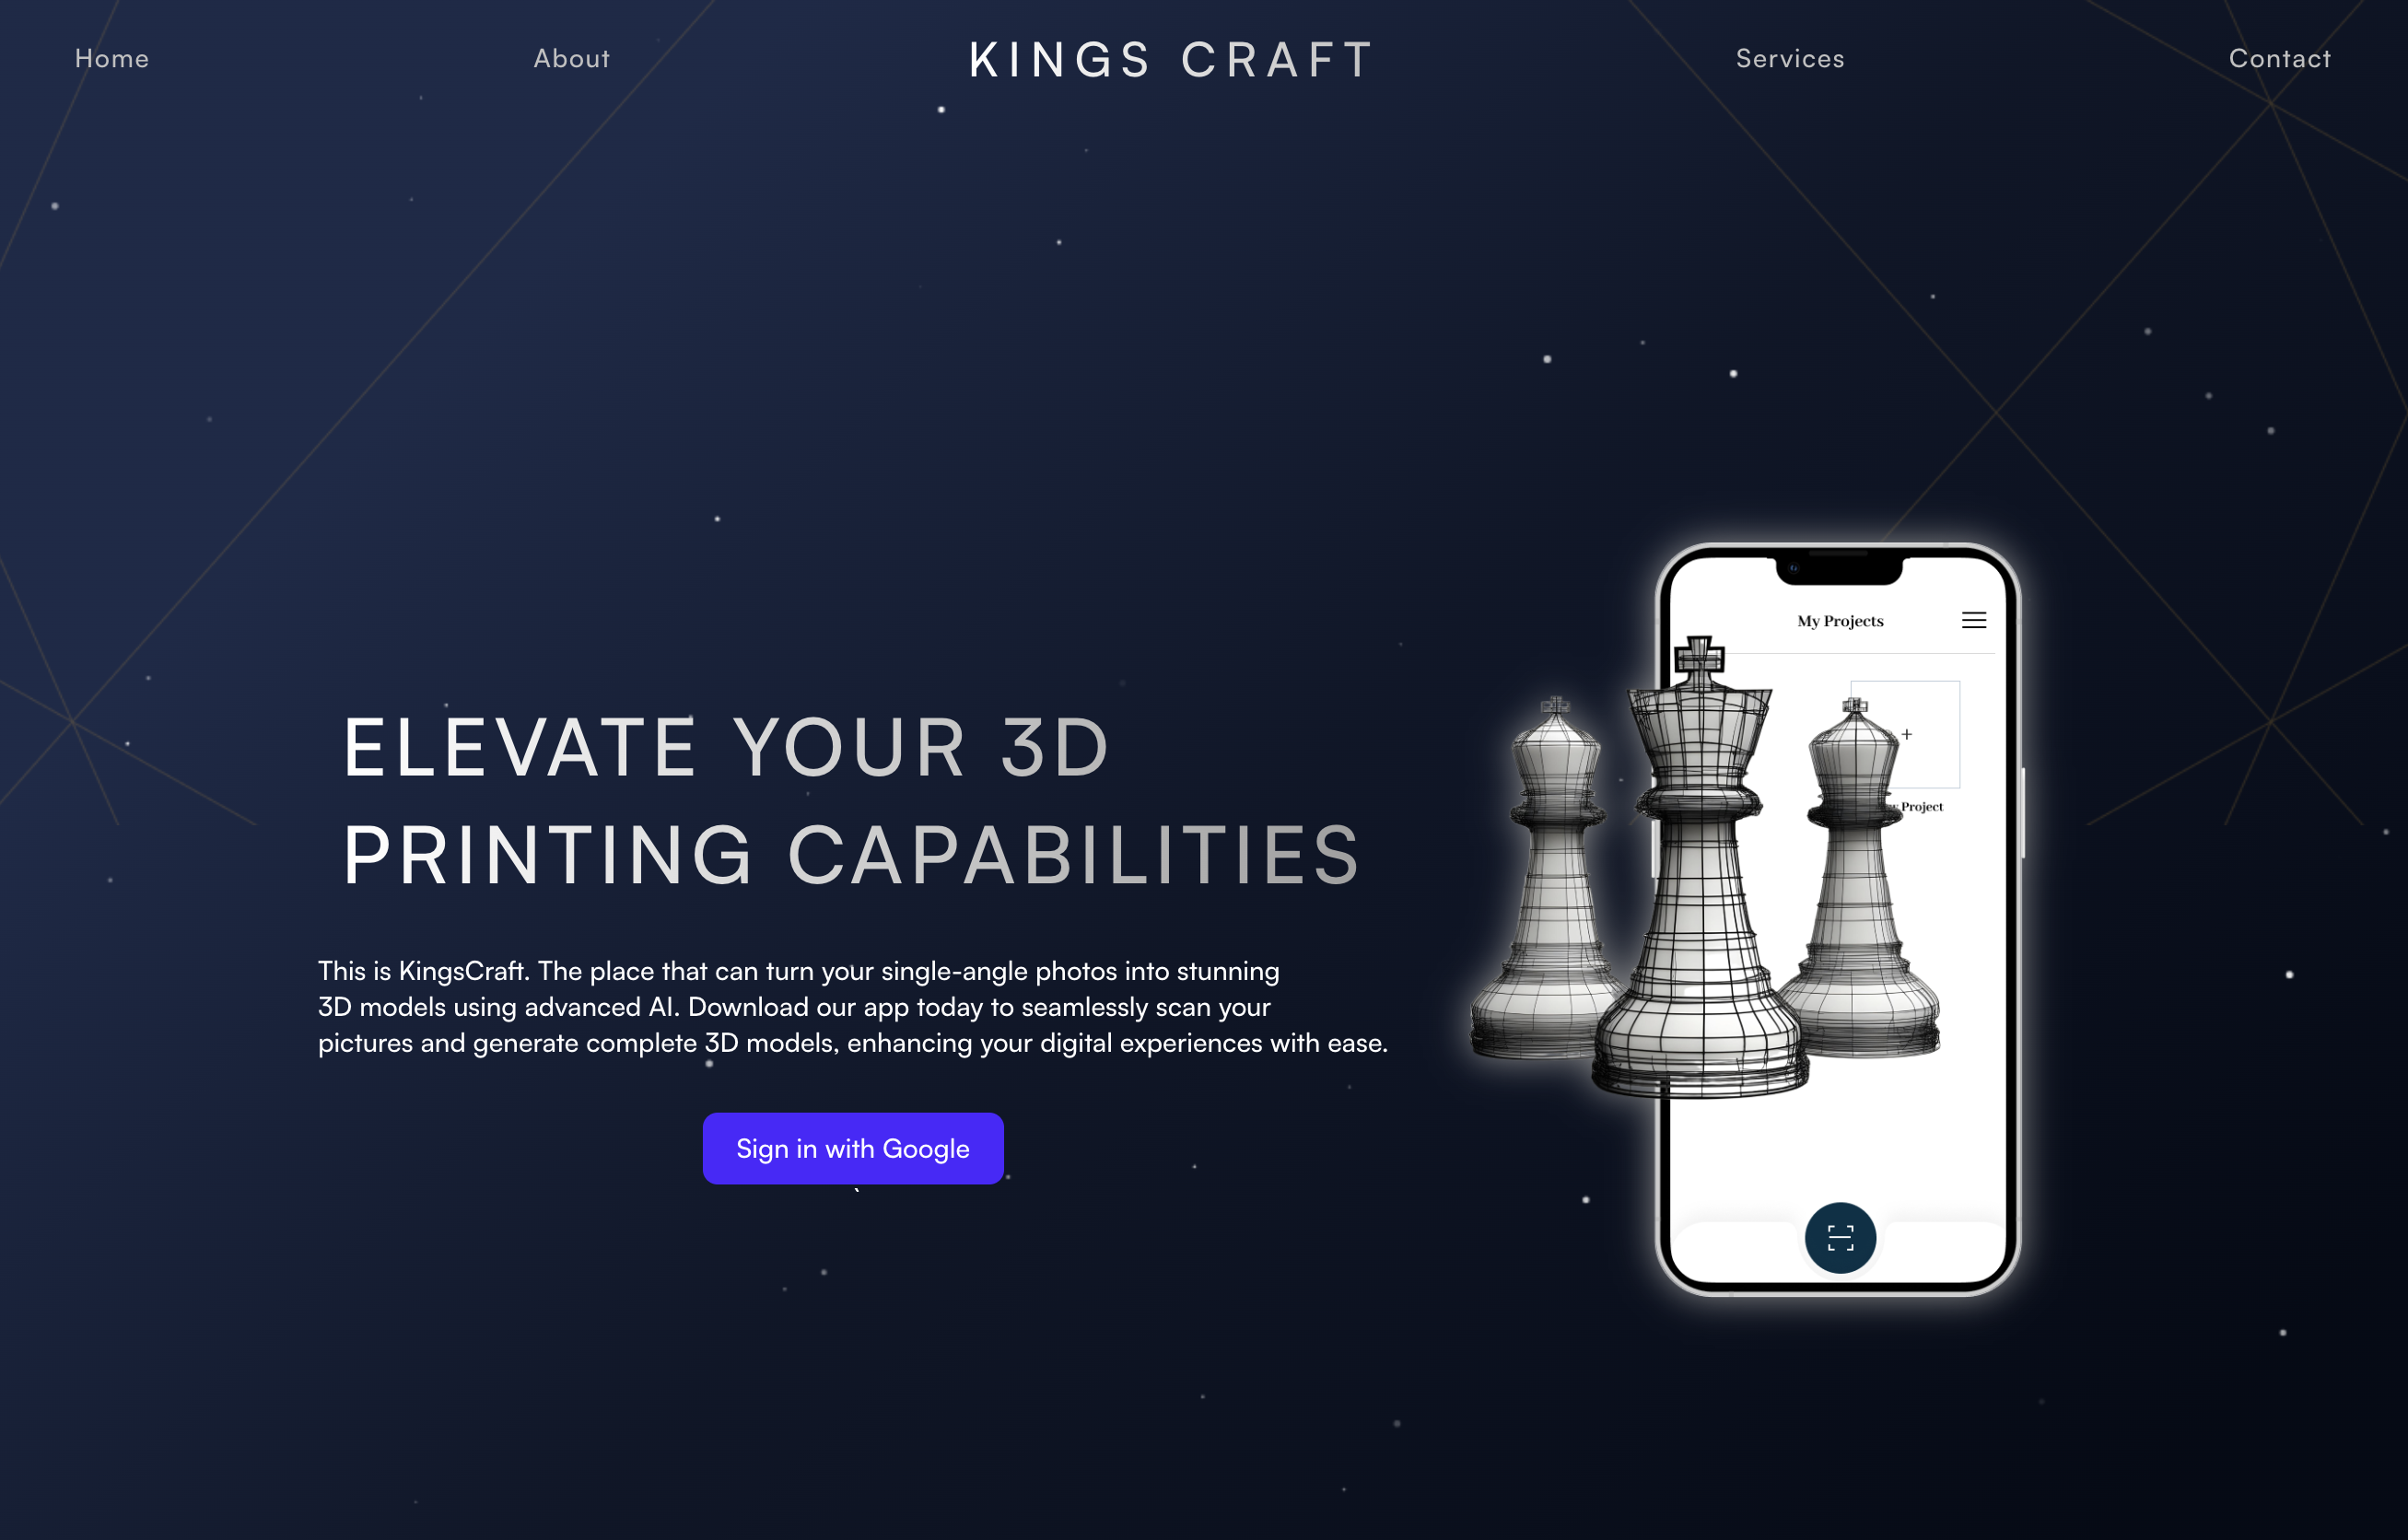 Home About KINGS CRAFT Services Contact
My Projects
+
Project
ELEVATE YOUR 3D
PRINTING CAPABILITIES
This is KingsCraft. The place that can turn your single-angle photos into stunning
3D models using advanced AI. Download our app today to seamlessly scan your
pictures and generate complete 3D models, enhancing your digital experiences with ease.
Sign in with Google
`